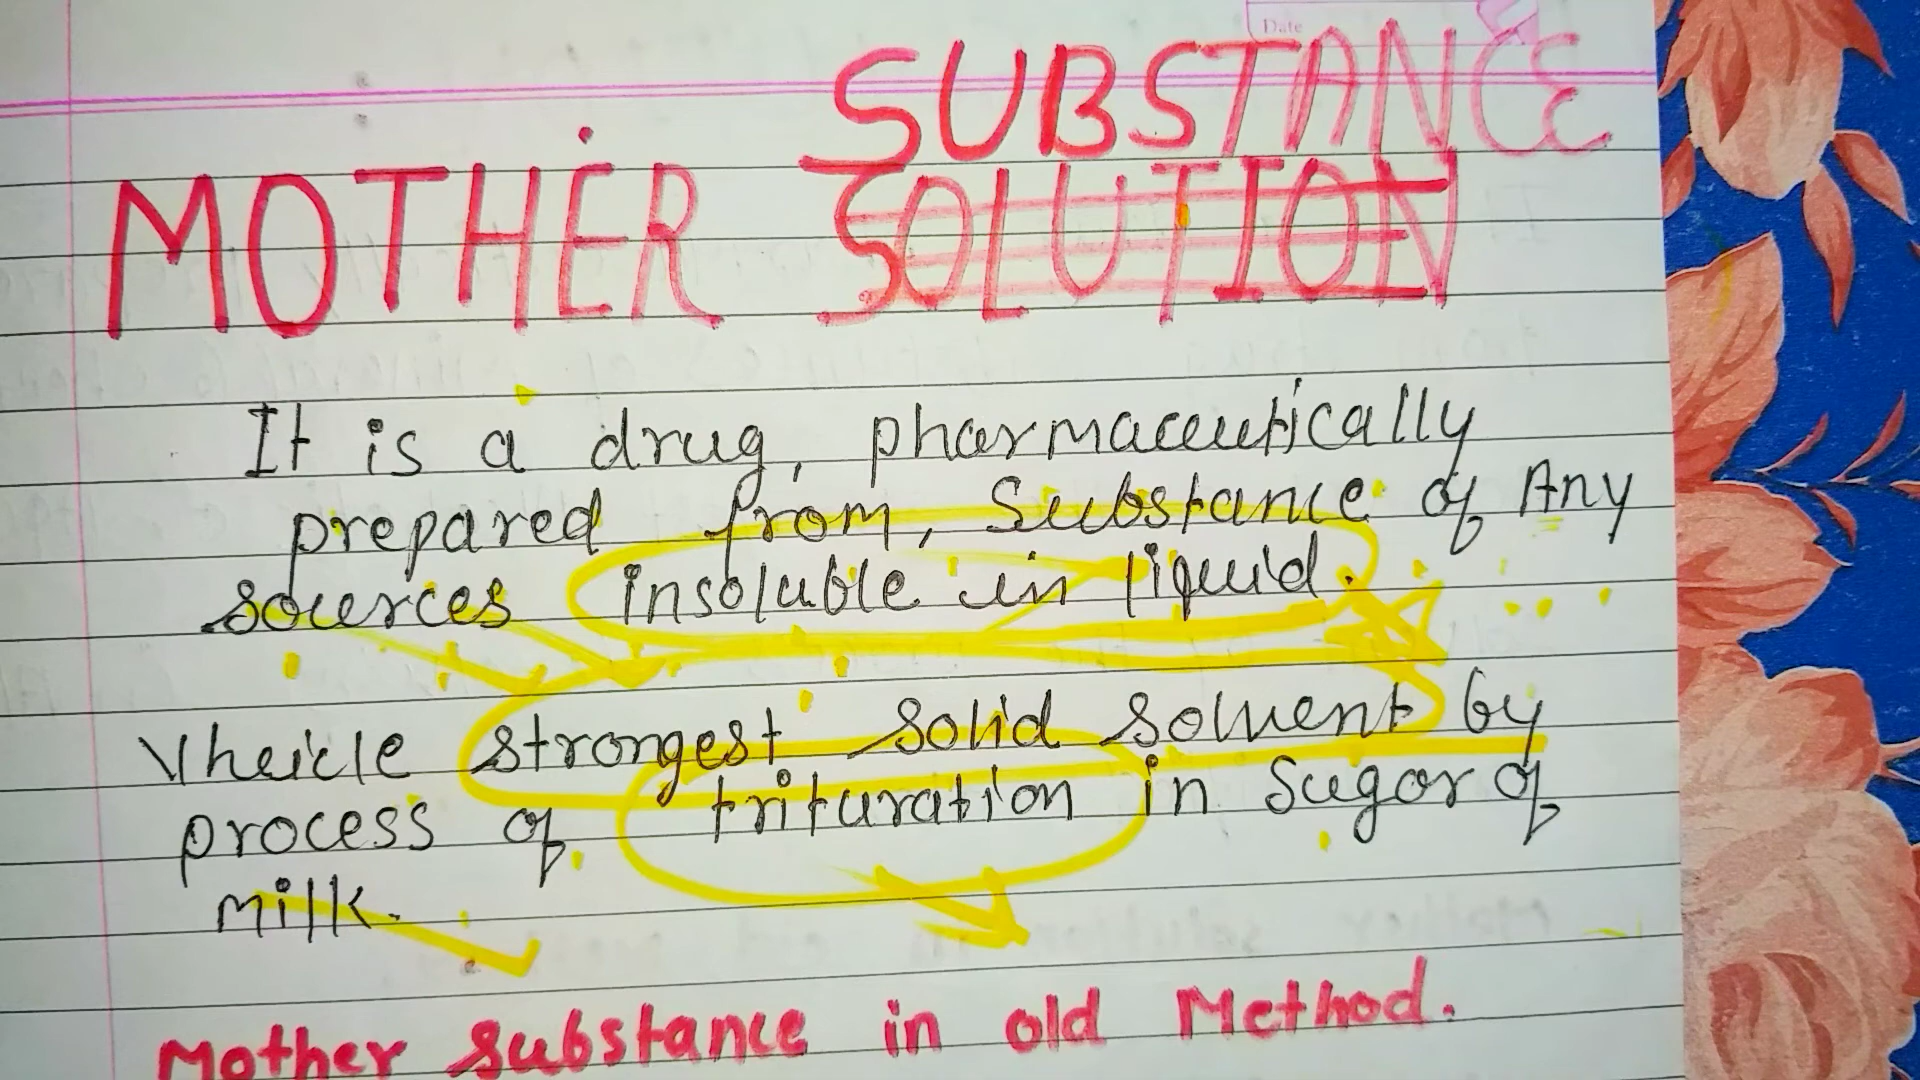 Date
SUBSTANCE
MOTHER SOLUTION
It is a drug, pharmaceutically
prepared from, Substance of Any
sources insoluble in liquid.
Vheicle strongest solid solvent by
process of trituration in Sugar of
milk.
Mother substance in old Method.